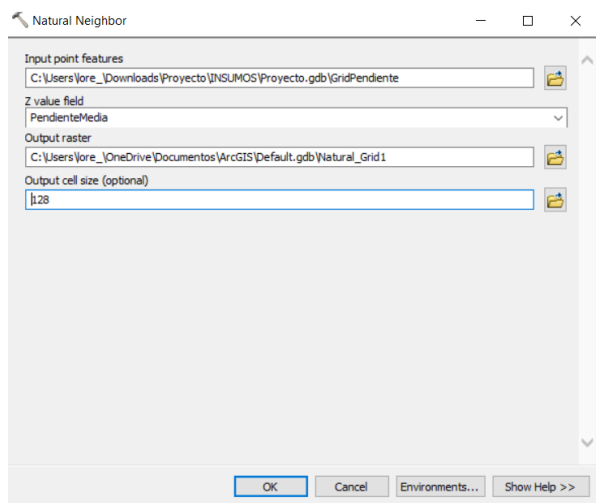 Natural Neighbor
Input point features
C:\Users\lore_\Downloads\Proyecto\INSUMOS\Proyecto.gdb\GridPendiente
Z value field
PendienteMedia
Output raster
C:\Users\lore_\OneDrive\Documentos\ArcGIS\Default.gdb\Natural_Grid1
Output cell size (optional)
128
OK Cancel Environments... Show Help >>